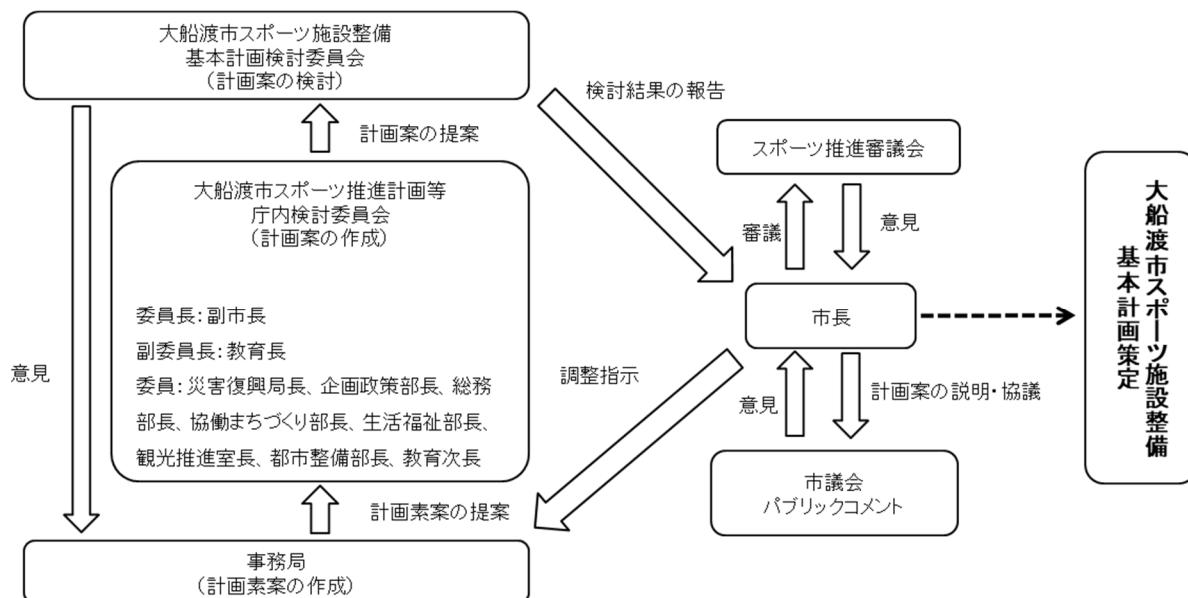 大船渡市スポーツ施設整備
基本計画検討委員会
(計画案の検討)
検討結果の報告
計画案の提案
スポーツ推進審議会
大船渡市スポーツ推進計画等
庁内検討委員会
(計画案の作成)
審議
意見
委員長:副市長
副委員長:教育長
委員:災害復興局長、企画政策部長、総務
部長、協働まちづくり部長、生活福祉部長、
観光推進室長、都市整備部長、教育次長
意見
市長
調整指示
意見
計画案の説明・協議
市議会
パブリックコメント
計画素案の提案
事務局
(計画素案の作成)
大船渡市スポーツ施設整備
基本計画策定